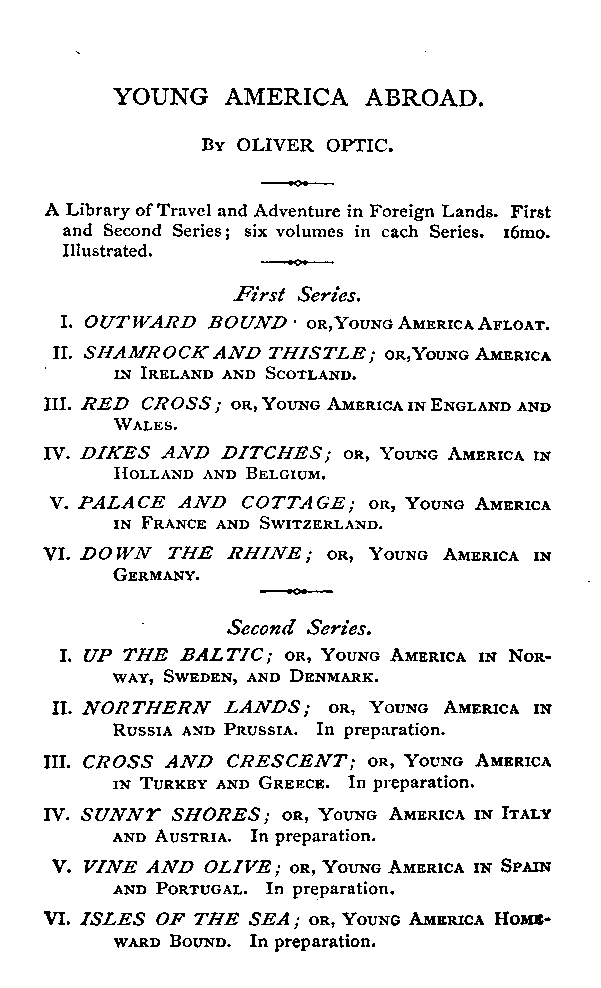 YOUNG AMERICA ABROAD.
BY OLIVER OPTIC.
A Library of Travel and Adventure in Foreign Lands. First
and Second Series; six volumes in each Series. 16mo.
Illustrated.
First Series.
I. OUTWARD BOUND; OR, YOUNG AMERICA AFLOAT.
II. SHAMROCK AND THISTLE; OR, YOUNG AMERICA
IN IRELAND AND SCOTLAND.
III. RED CROSS; OR, YOUNG AMERICA IN ENGLAND AND
WALES.
IV. DIKES AND DITCHES; OR, YOUNG AMERICA IN
HOLLAND AND BELGIUM.
V. PALACE AND COTTAGE; OR, YOUNG AMERICA
IN FRANCE AND SWITZERLAND.
VI. DOWN THE RHINE; OR, YOUNG AMERICA IN
GERMANY.
Second Series.
I. UP THE BALTIC; OR, YOUNG AMERICA IN NOR-
WAY, SWEDEN, AND DENMARK.
II. NORTHERN LANDS; OR, YOUNG AMERICA IN
RUSSIA AND PRUSSIA. In preparation.
III. CROSS AND CRESCENT; OR, YOUNG AMERICA
IN TURKEY AND GREECE. In preparation.
IV. SUNNY SHORES; OR, YOUNG AMERICA IN ITALY
AND AUSTRIA. In preparation.
V. VINE AND OLIVE; OR, YOUNG AMERICA IN SPAIN
AND PORTUGAL. In preparation.
VI. ISLES OF THE SEA; OR, YOUNG AMERICA HOME-
WARD BOUND. In preparation.